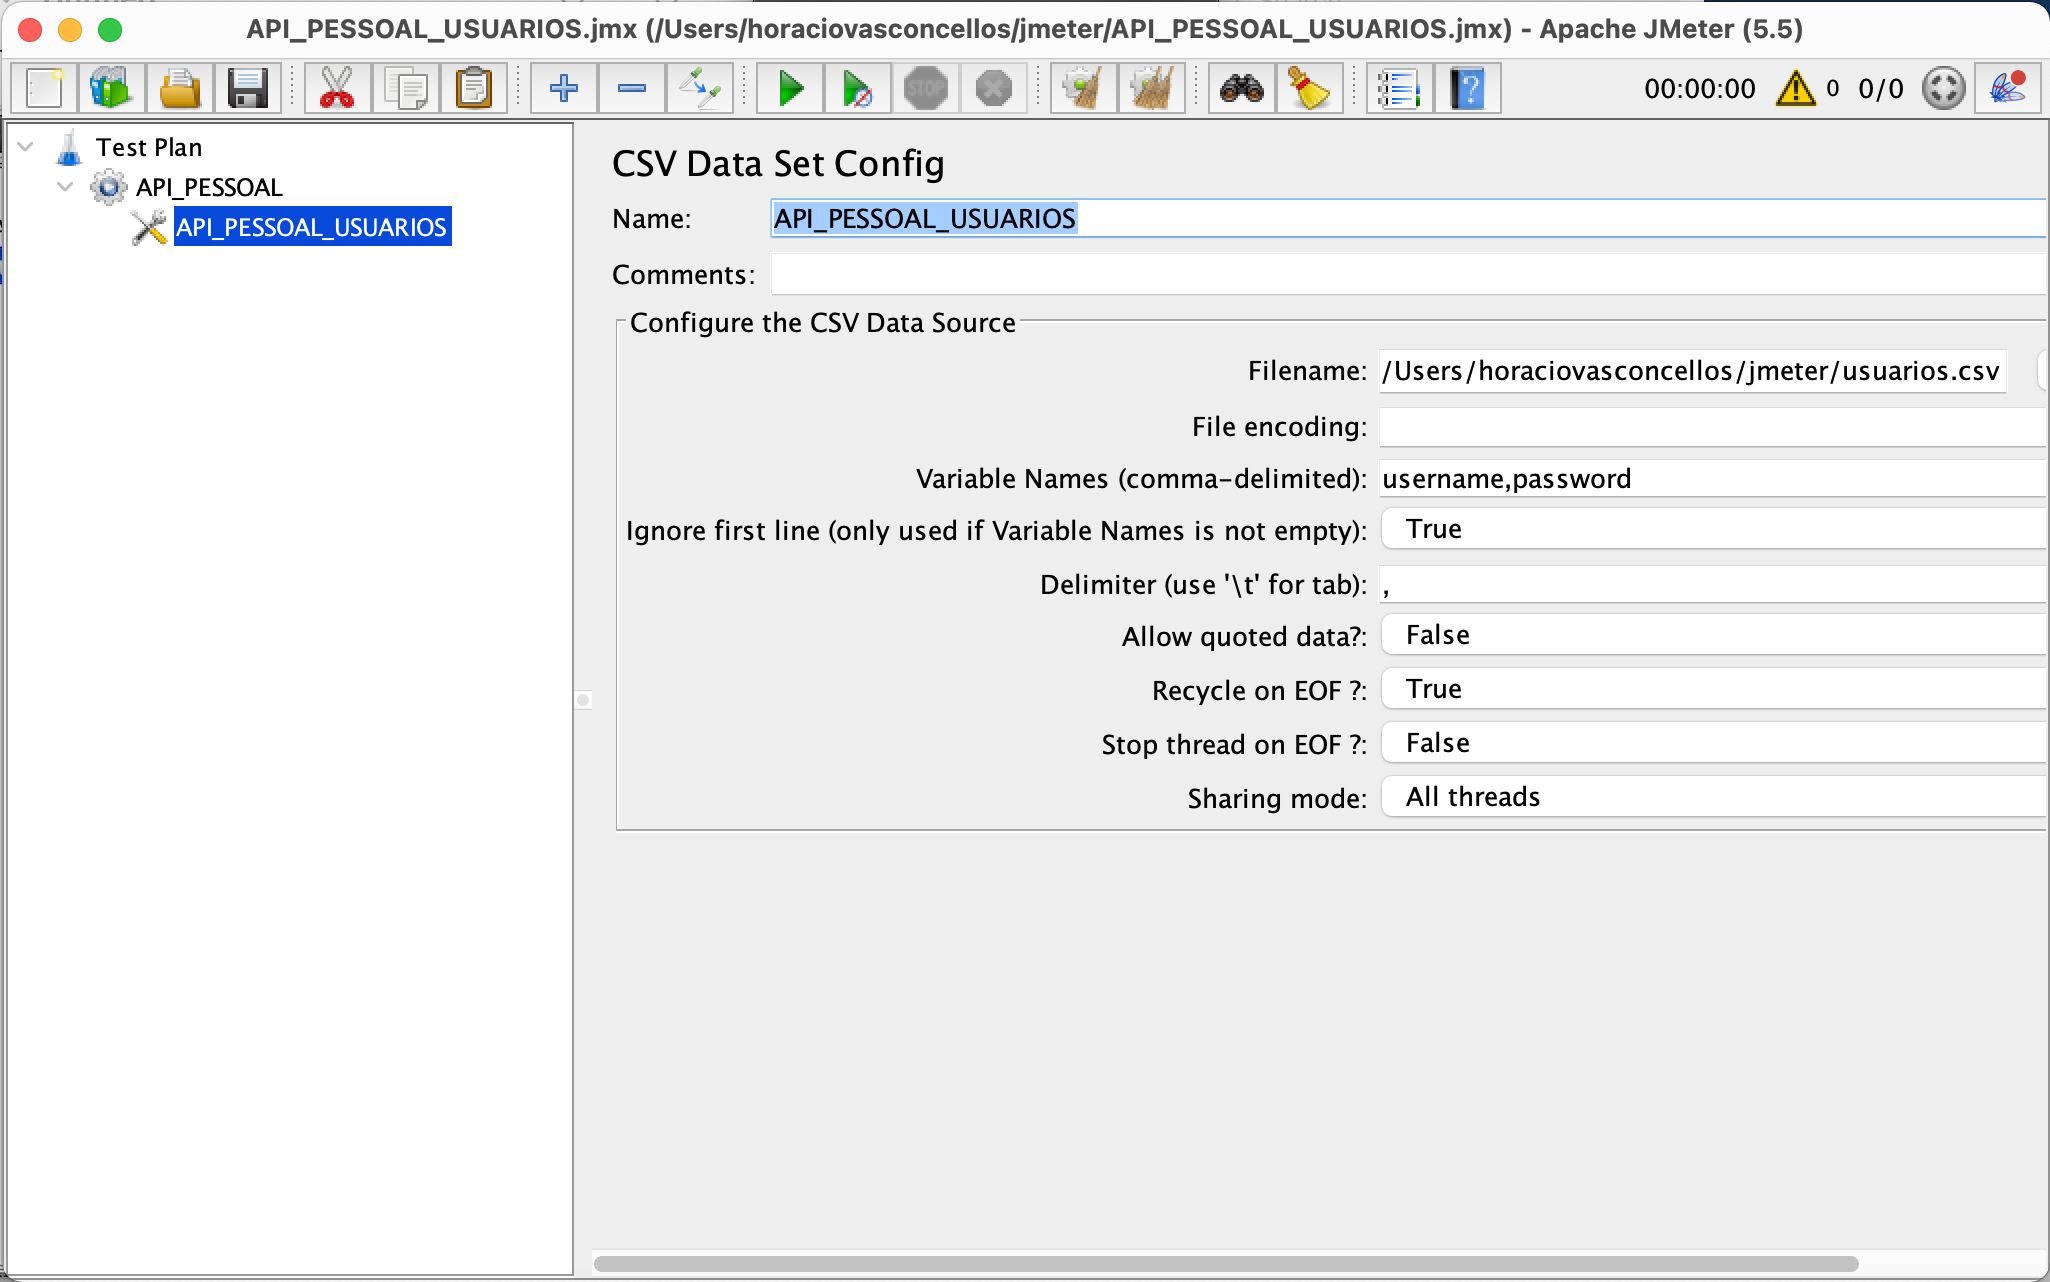 API_PESSOAL_USUARIOS.jmx (/Users/horaciovasconcellos/jmeter/API_PESSOAL_USUARIOS.jmx) - Apache JMeter (5.5)
STOP
00:00:00 0 0/0
Test Plan
API_PESSOAL
API_PESSOAL_USUARIOS
CSV Data Set Config
Name: API_PESSOAL_USUARIOS
Comments:
Configure the CSV Data Source
Filename: /Users/horaciovasconcellos/jmeter/usuarios.csv
File encoding:
Variable Names (comma-delimited): username,password
Ignore first line (only used if Variable Names is not empty): True
Delimiter (use '\t' for tab): ,
Allow quoted data?: False
Recycle on EOF ?: True
Stop thread on EOF ?: False
Sharing mode: All threads